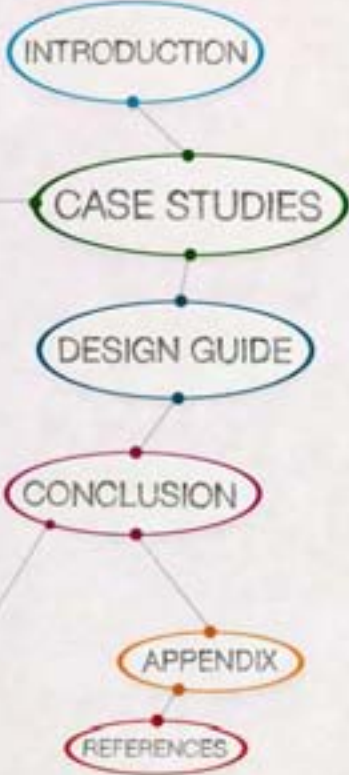 INTRODUCTION
CASE STUDIES
DESIGN GUIDE
CONCLUSION
APPENDIX
REFERENCES